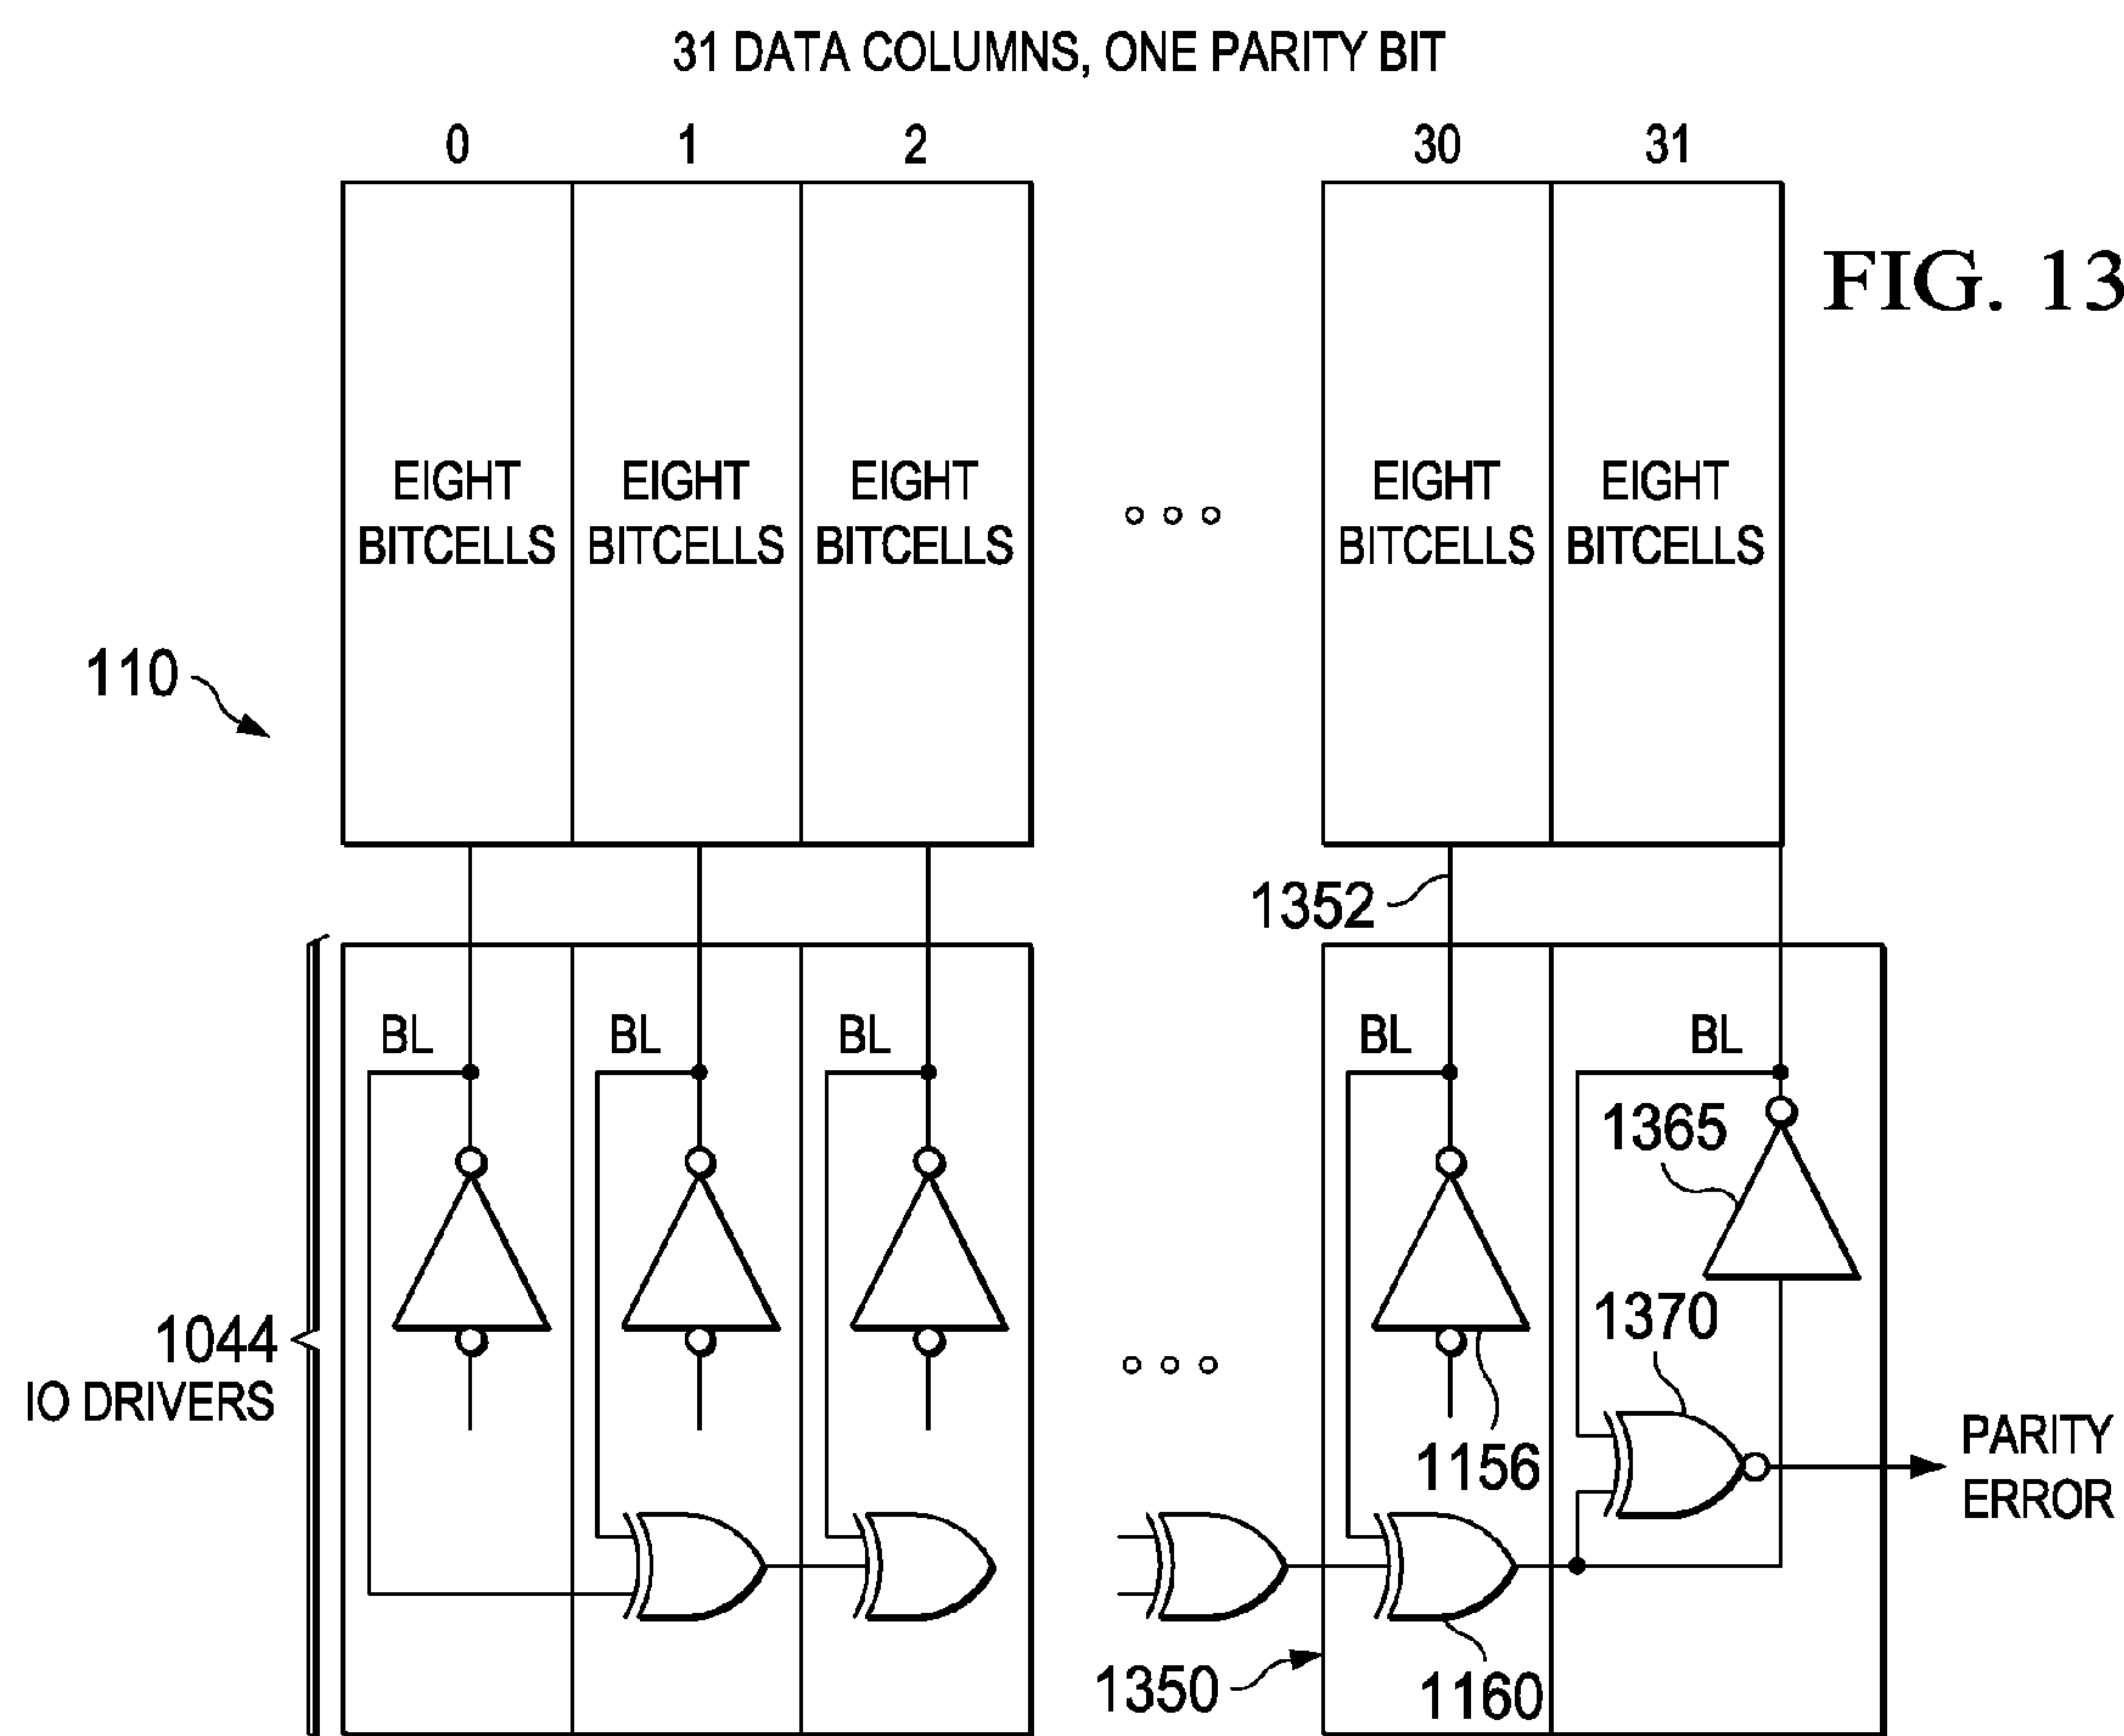 31 DATA COLUMNS, ONE PARITY BIT
0 1 2 30 31
FIG. 13
EIGHT BITCELLS
EIGHT BITCELLS
EIGHT BITCELLS
EIGHT BITCELLS
EIGHT BITCELLS
110
1352
BL BL BL BL BL
1365
1370
1044
IO DRIVERS
PARITY
ERROR
1156
1350
1160